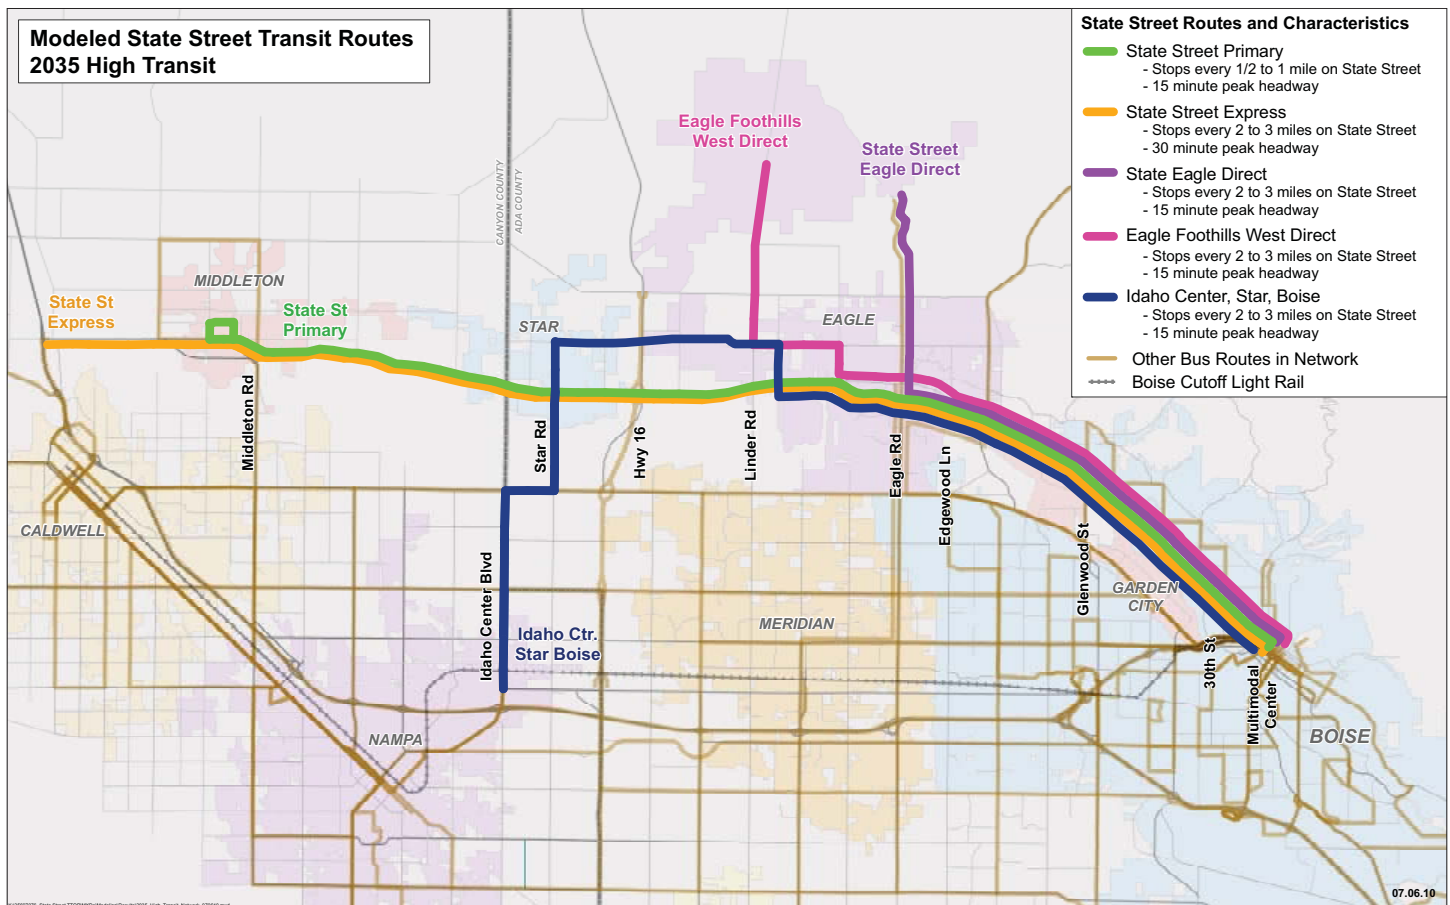 Modeled State Street Transit Routes
2035 High Transit
State Street Routes and Characteristics
State Street Primary
- Stops every 1/2 to 1 mile on State Street
- 15 minute peak headway
State Street Express
- Stops every 2 to 3 miles on State Street
- 30 minute peak headway
State Eagle Direct
- Stops every 2 to 3 miles on State Street
- 15 minute peak headway
Eagle Foothills West Direct
- Stops every 2 to 3 miles on State Street
- 15 minute peak headway
Idaho Center, Star, Boise
- Stops every 2 to 3 miles on State Street
- 15 minute peak headway
Other Bus Routes in Network
Boise Cutoff Light Rail
Eagle Foothills
West Direct
State Street
Eagle Direct
CANYON COUNTY
ADA COUNTY
MIDDLETON
State St
Express
State St
Primary
STAR
EAGLE
Middleton Rd
Star Rd
Hwy 16
Linder Rd
Eagle Rd
Edgewood Ln
CALDWELL
Idaho Center Blvd
Glenwood St
GARDEN
CITY
MERIDIAN
Idaho Ctr.
Star Boise
30th St
Multimodal
Center
NAMPA
BOISE
07.06.10